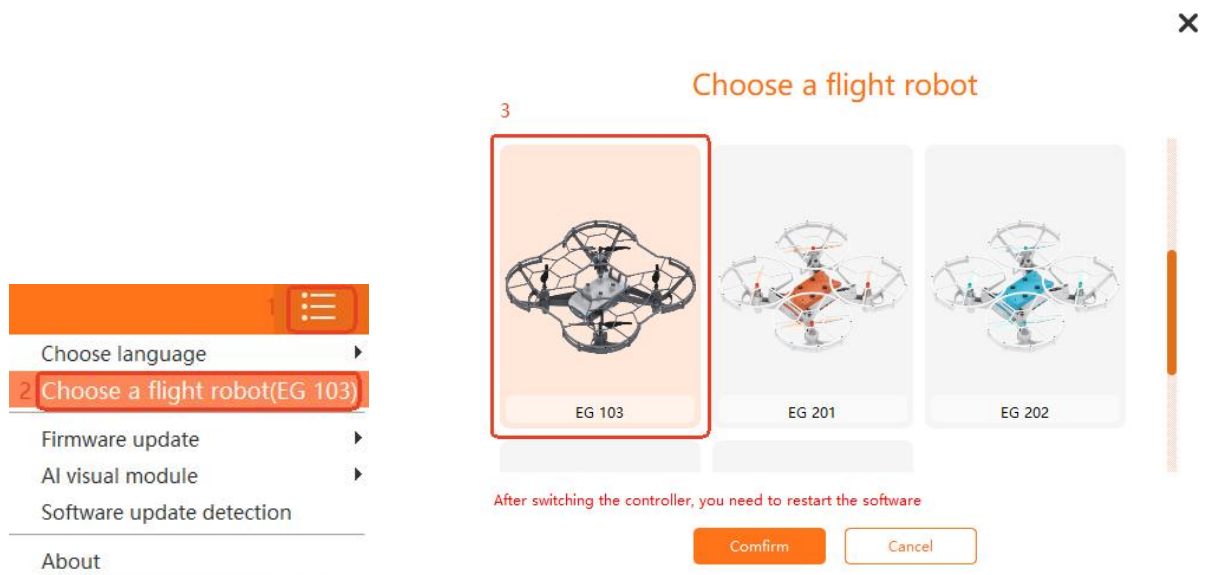 1
Choose language
2 Choose a flight robot(EG 103)
Firmware update
AI visual module
Software update detection
About
Choose a flight robot
3
EG 103
EG 201
EG 202
After switching the controller, you need to restart the software
Comfirm
Cancel